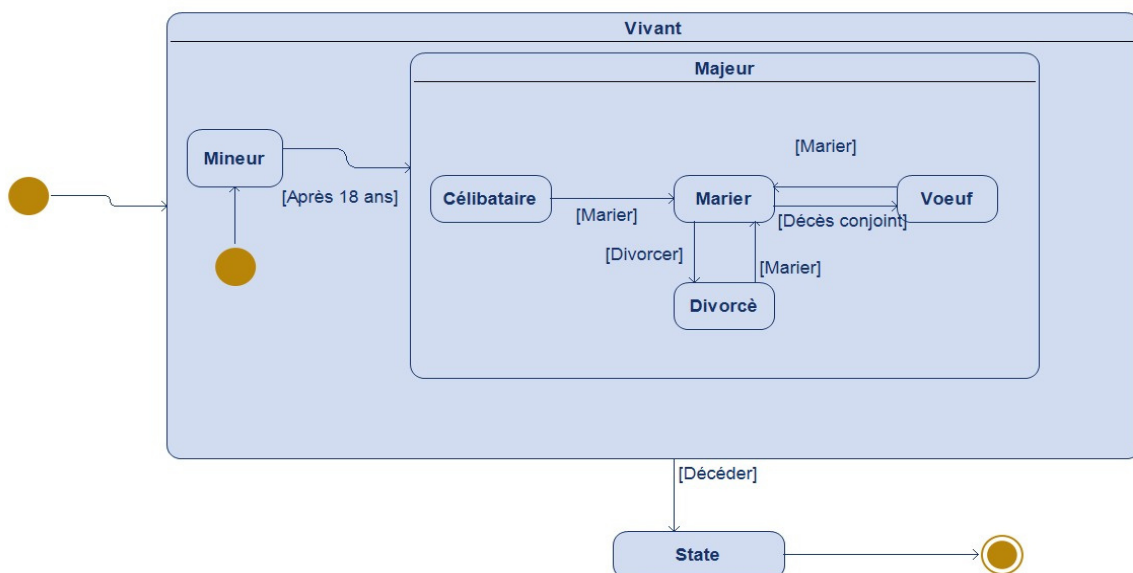 Vivant
Majeur
Mineur
[Après 18 ans]
Célibataire
[Marier]
Marier
[Marier]
[Décès conjoint]
Voeuf
[Divorcer]
[Marier]
Divorcè
[Décéder]
State